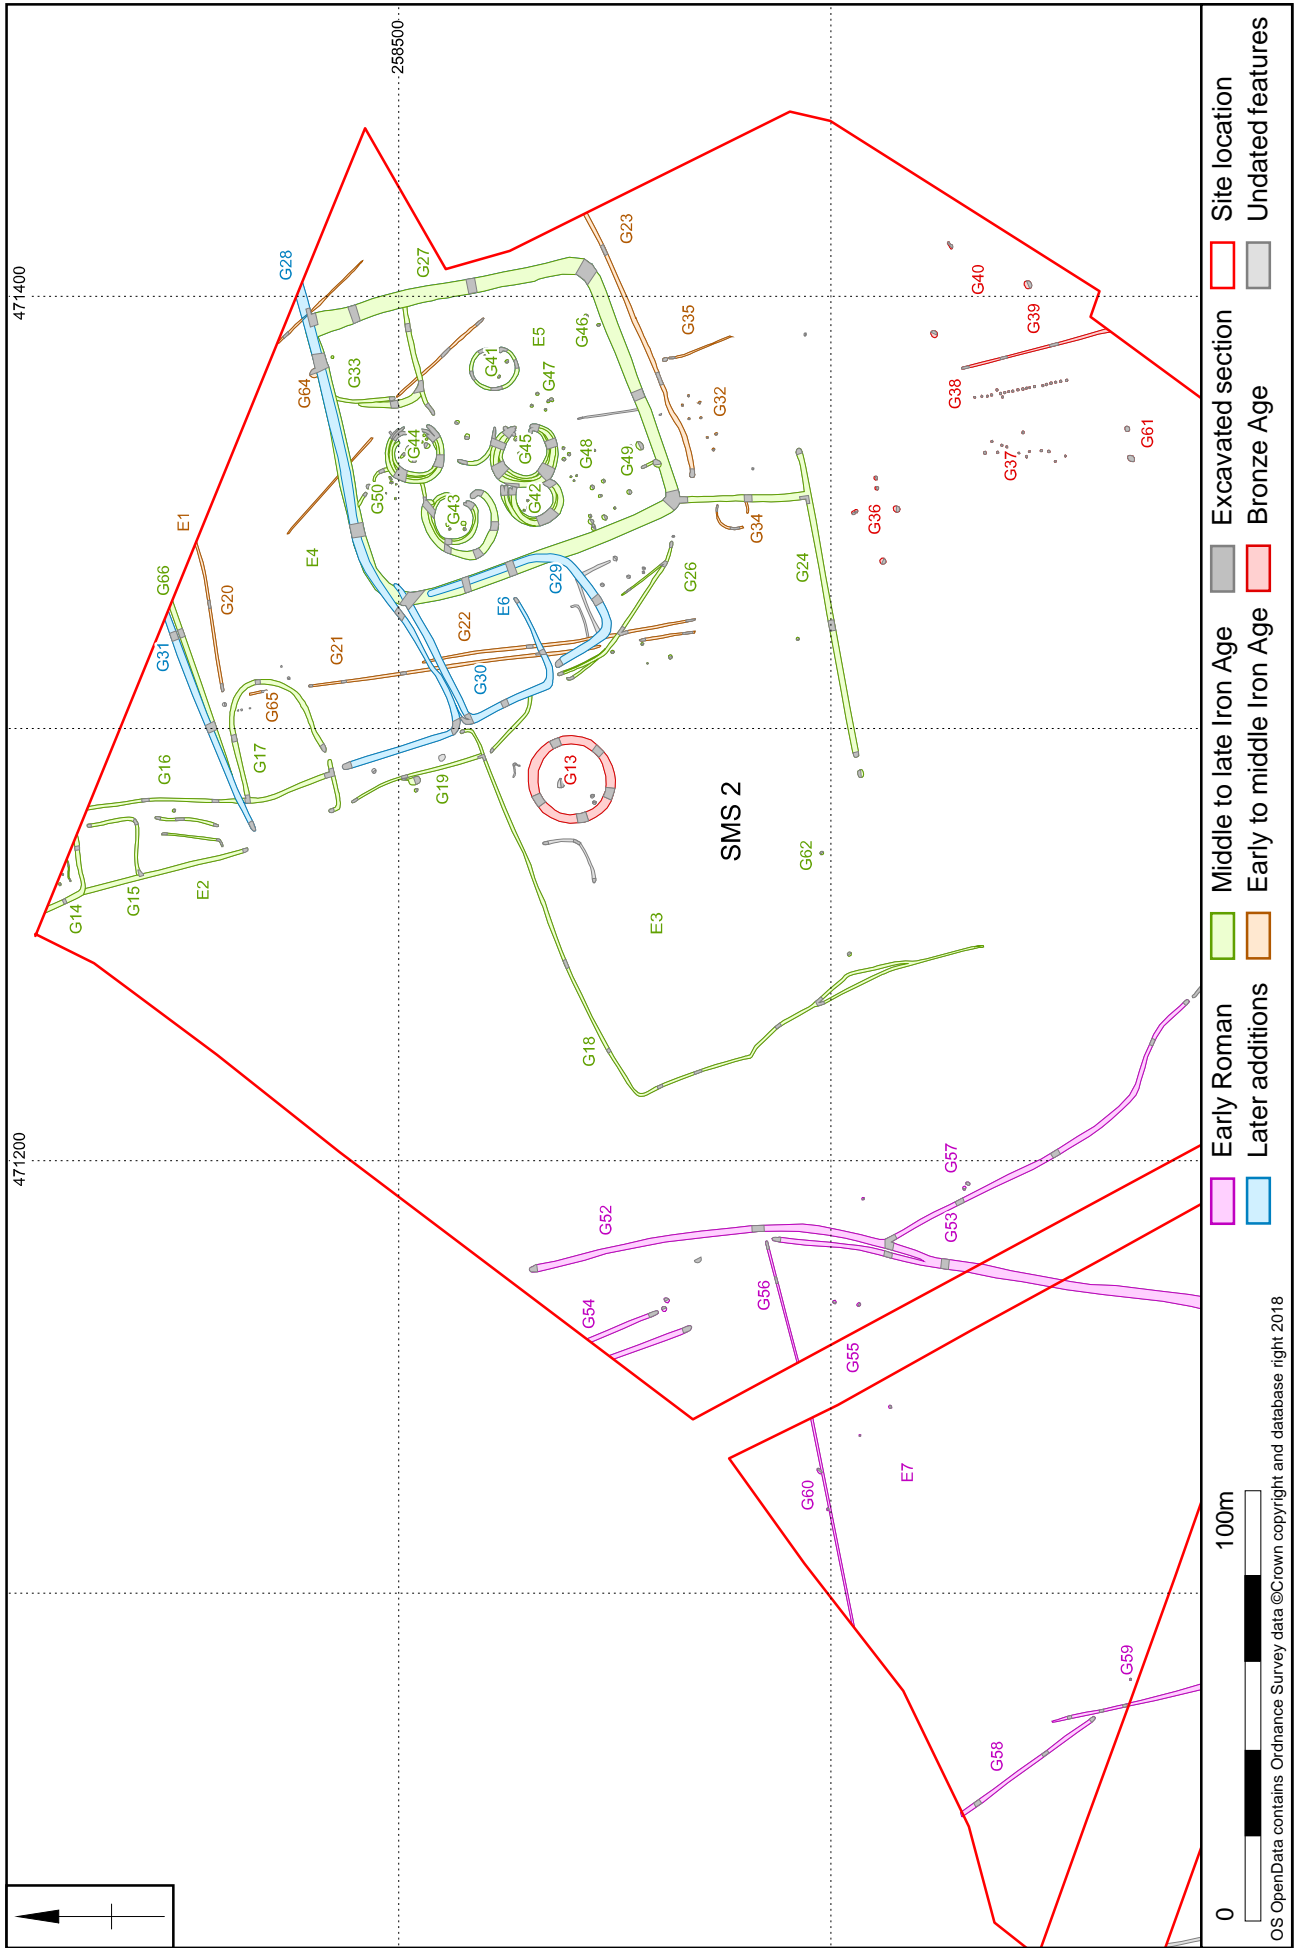 471200
471400
258500
G14
G15
E2
G16
G17
G66
G31
E1
G20
G65
G21
G22
G19
G28
G64
G33
G27
E4
G50
G44
G43
G41
G45
G42
E5
G46
G47
G48
G49
G29
E6
G30
G26
G23
G35
G32
G34
G24
G13
SMS 2
E3
G18
G62
G36
G37
G38
G39
G40
G61
G52
G54
G56
G57
G53
G55
G60
E7
G58
G59
0 100m
Early Roman
Later additions
Middle to late Iron Age
Early to middle Iron Age
Excavated section
Bronze Age
Site location
Undated features
OS OpenData contains Ordnance Survey data ©Crown copyright and database right 2018